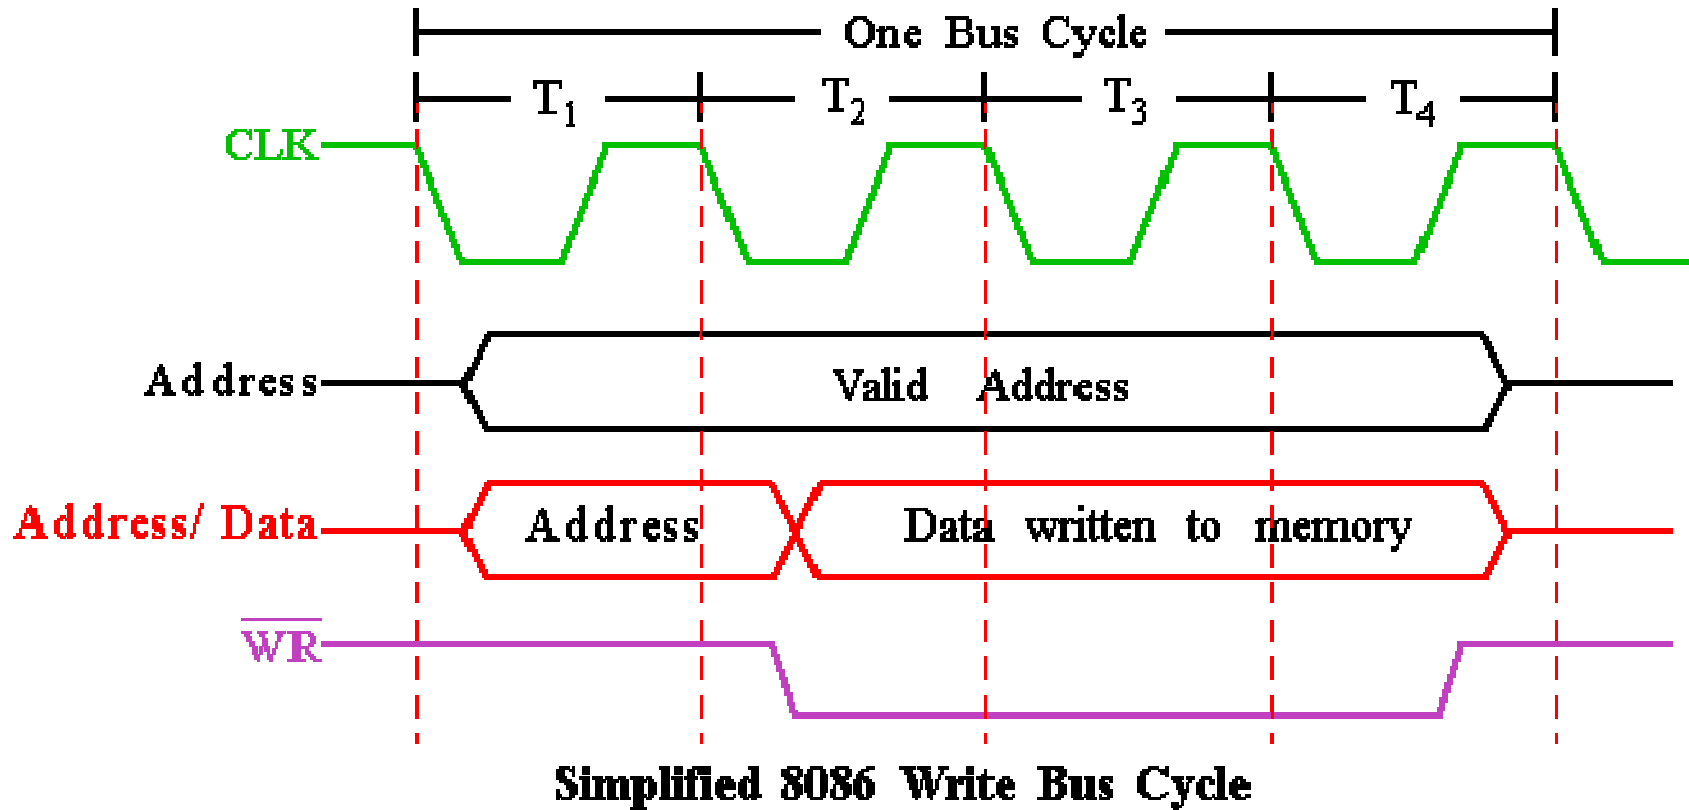 One Bus Cycle
T1 T2 T3 T4
CLK
Address Valid Address
Address/ Data Address Data written to memory
W̅R̅
Simplified 8086 Write Bus Cycle